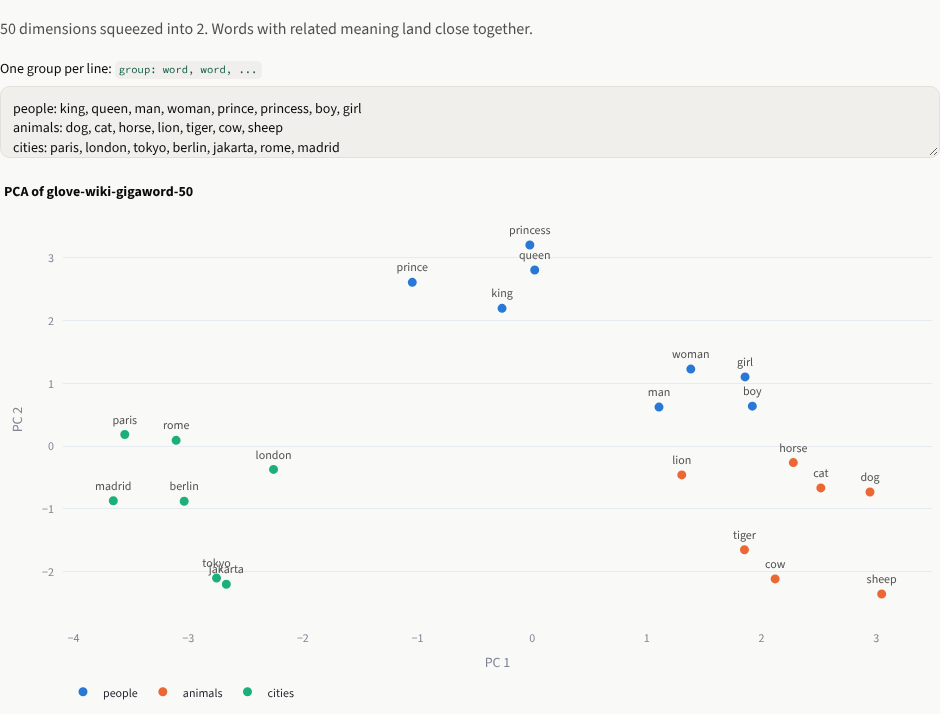 50 dimensions squeezed into 2. Words with related meaning land close together.
One group per line: group: word, word, ...
people: king, queen, man, woman, prince, princess, boy, girl
animals: dog, cat, horse, lion, tiger, cow, sheep
cities: paris, london, tokyo, berlin, jakarta, rome, madrid
PCA of glove-wiki-gigaword-50
princess
queen
prince
king
woman
girl
man
boy
paris
rome
horse
london
lion
cat
dog
madrid
berlin
tiger
tokyo
jakarta
cow
sheep
3
2
1
0
−1
−2
PC 2
−4 −3 −2 −1 0 1 2 3
PC 1
people animals cities